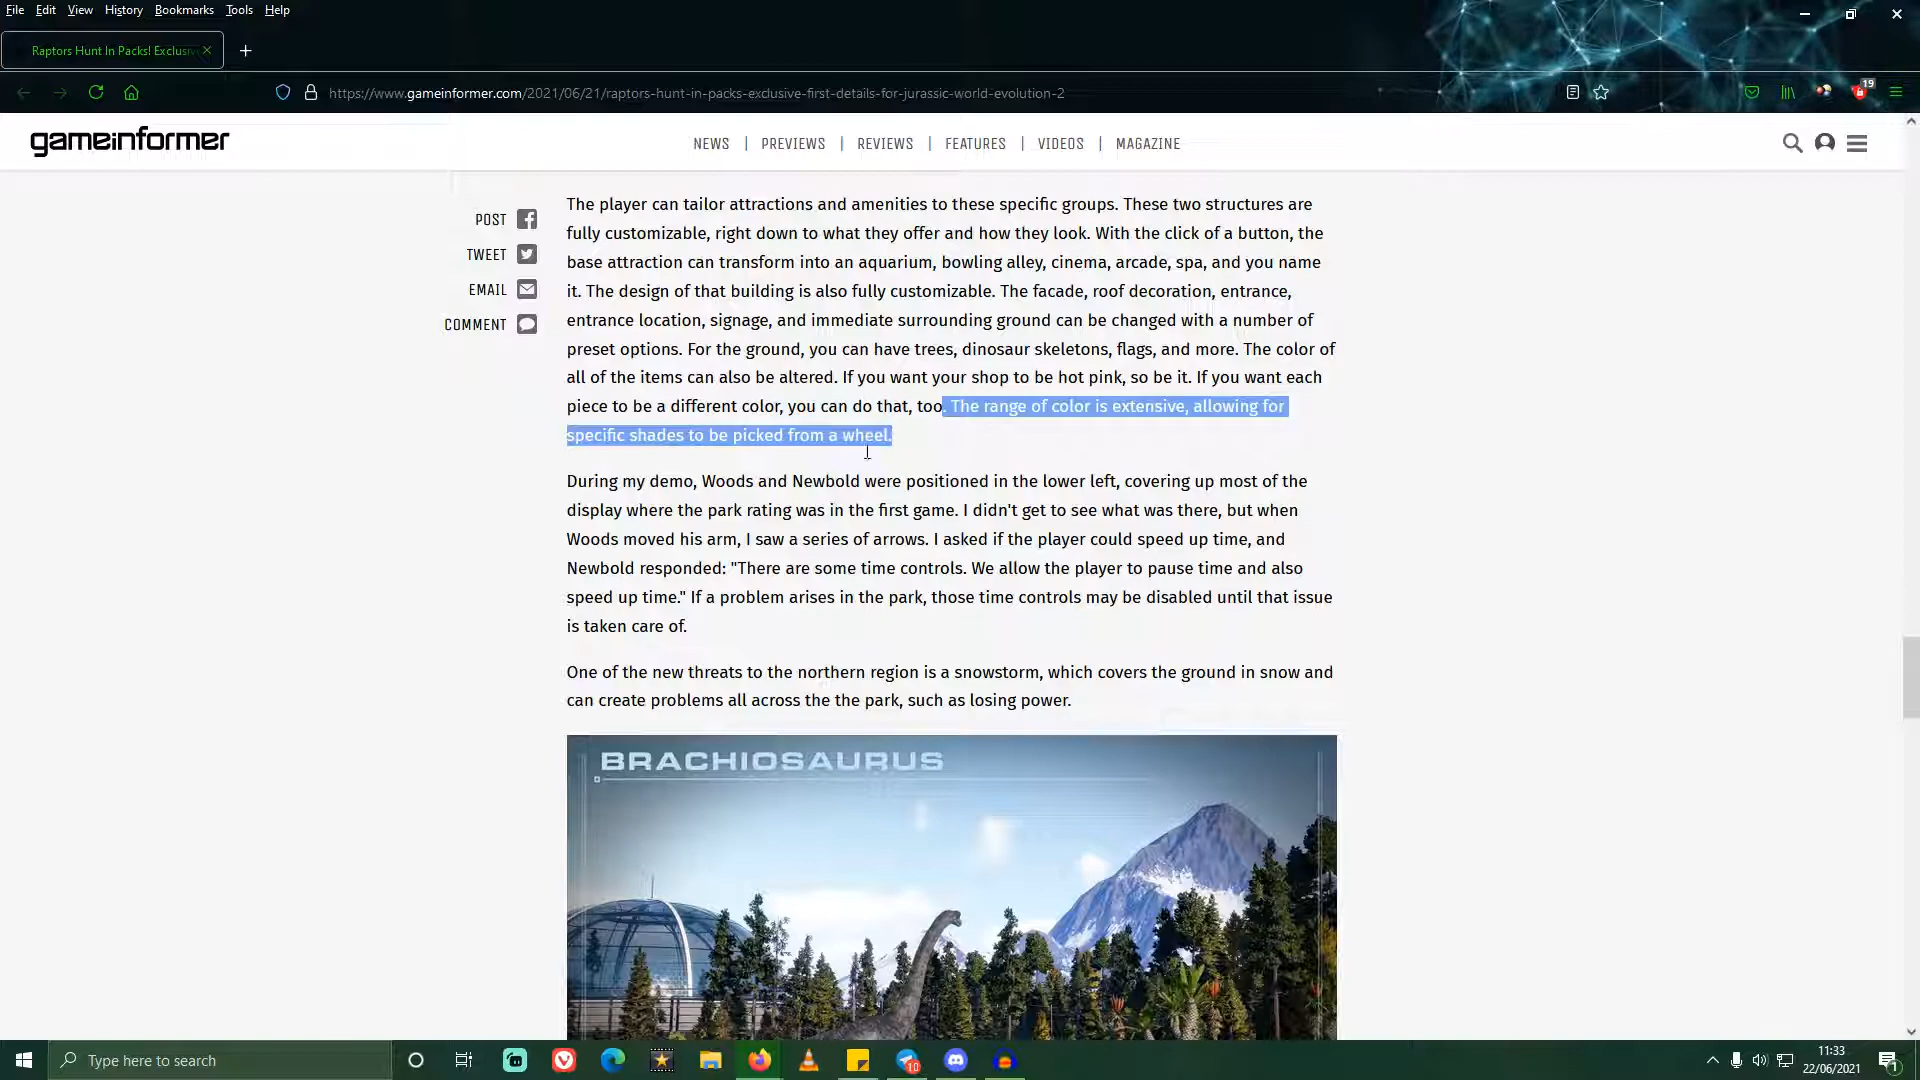 File Edit View History Bookmarks Tools Help
Raptors Hunt In Packs! Exclusiv
https://www.gameinformer.com/2021/06/21/raptors-hunt-in-packs-exclusive-first-details-for-jurassic-world-evolution-2
19
gameinformer
NEWS | PREVIEWS | REVIEWS | FEATURES | VIDEOS | MAGAZINE
POST
TWEET
EMAIL
COMMENT
The player can tailor attractions and amenities to these specific groups. These two structures are
fully customizable, right down to what they offer and how they look. With the click of a button, the
base attraction can transform into an aquarium, bowling alley, cinema, arcade, spa, and you name
it. The design of that building is also fully customizable. The facade, roof decoration, entrance,
entrance location, signage, and immediate surrounding ground can be changed with a number of
preset options. For the ground, you can have trees, dinosaur skeletons, flags, and more. The color of
all of the items can also be altered. If you want your shop to be hot pink, so be it. If you want each
piece to be a different color, you can do that, too. The range of color is extensive, allowing for
specific shades to be picked from a wheel.
During my demo, Woods and Newbold were positioned in the lower left, covering up most of the
display where the park rating was in the first game. I didn't get to see what was there, but when
Woods moved his arm, I saw a series of arrows. I asked if the player could speed up time, and
Newbold responded: "There are some time controls. We allow the player to pause time and also
speed up time." If a problem arises in the park, those time controls may be disabled until that issue
is taken care of.
One of the new threats to the northern region is a snowstorm, which covers the ground in snow and
can create problems all across the the park, such as losing power.
BRACHIOSAURUS
Type here to search
10
11:33
22/06/2021
1